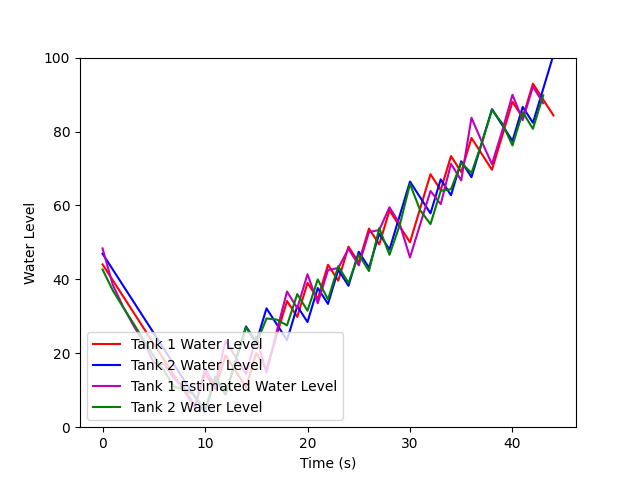 100
80
60
40
20
0
Water Level
Tank 1 Water Level
Tank 2 Water Level
Tank 1 Estimated Water Level
Tank 2 Water Level
0 10 20 30 40
Time (s)